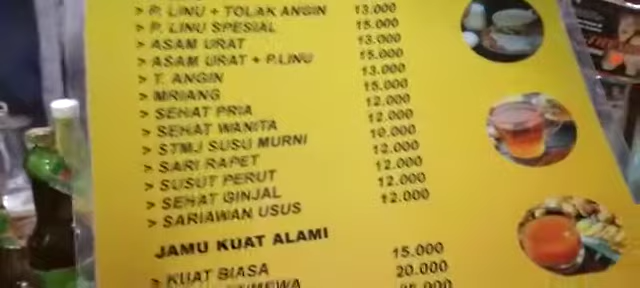 > P. LINU + TOLAK ANGIN 13.000
> P. LINU SPESIAL 15.000
> ASAM URAT 13.000
> ASAM URAT + P.LINU 15.000
> T. ANGIN 13.000
> MRIANG 15.000
> SEHAT PRIA 12.000
> SEHAT WANITA 12.000
> STMJ SUSU MURNI 10.000
> SARI RAPET 12.000
> SUSUT PERUT 12.000
> SEHAT GINJAL 12.000
> SARIAWAN USUS 12.000
JAMU KUAT ALAMI
> KUAT BIASA 15.000
20.000